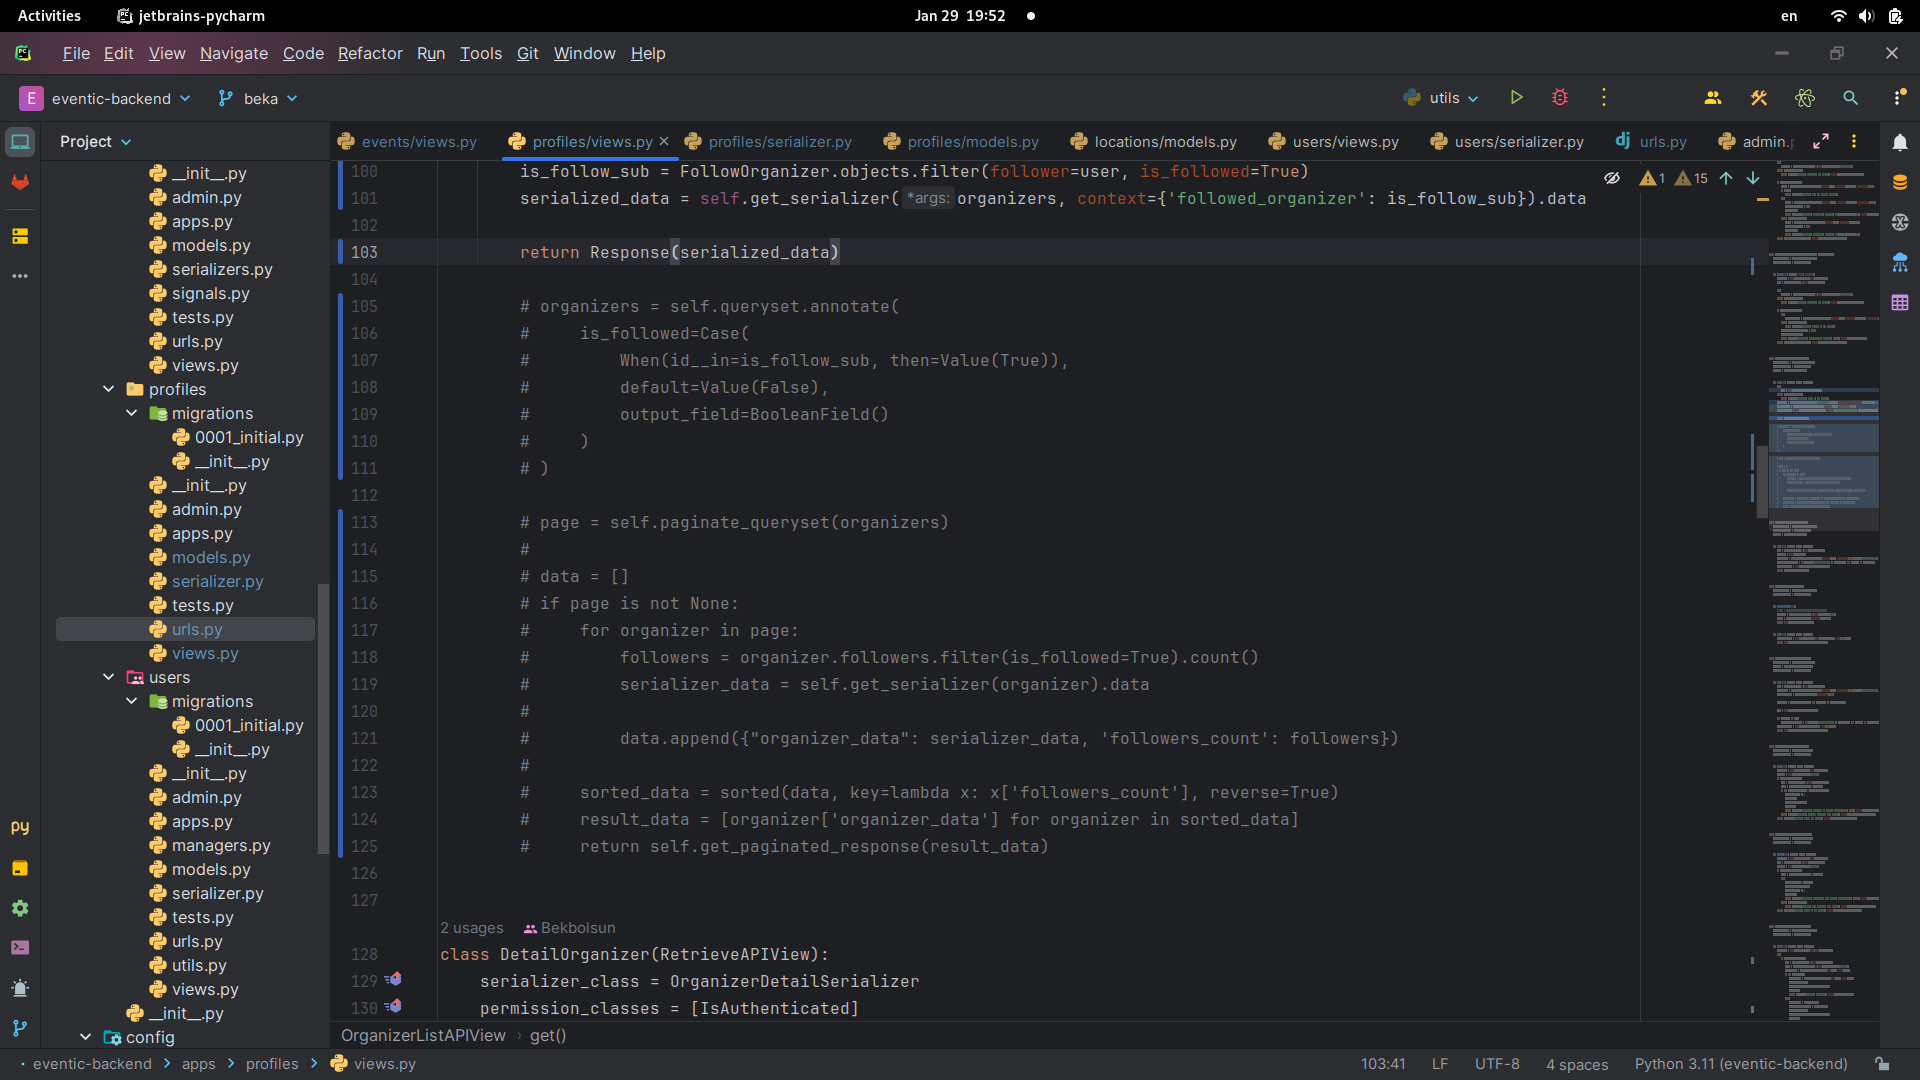 Activities
jetbrains-pycharm
Jan 29 19:52
en
File Edit View Navigate Code Refactor Run Tools Git Window Help
E eventic-backend
beka
utils
Project
events/views.py
profiles/views.py
profiles/serializer.py
profiles/models.py
locations/models.py
users/views.py
users/serializer.py
dj urls.py
admin.p
__init__.py
admin.py
apps.py
models.py
serializers.py
signals.py
tests.py
urls.py
views.py
profiles
migrations
0001_initial.py
__init__.py
__init__.py
admin.py
apps.py
models.py
serializer.py
tests.py
urls.py
views.py
users
migrations
0001_initial.py
__init__.py
__init__.py
admin.py
apps.py
managers.py
models.py
serializer.py
tests.py
urls.py
utils.py
views.py
__init__.py
config
1 15
100 is_follow_sub = FollowOrganizer.objects.filter(follower=user, is_followed=True)
101 serialized_data = self.get_serializer( *args: organizers, context={'followed_organizer': is_follow_sub}).data
102
103 return Response(serialized_data)
104
105 # organizers = self.queryset.annotate(
106 #     is_followed=Case(
107 #         When(id__in=is_follow_sub, then=Value(True)),
108 #         default=Value(False),
109 #         output_field=BooleanField()
110 #     )
111 # )
112
113 # page = self.paginate_queryset(organizers)
114 #
115 # data = []
116 # if page is not None:
117 #     for organizer in page:
118 #         followers = organizer.followers.filter(is_followed=True).count()
119 #         serializer_data = self.get_serializer(organizer).data
120 #
121 #         data.append({"organizer_data": serializer_data, 'followers_count': followers})
122 #
123 #     sorted_data = sorted(data, key=lambda x: x['followers_count'], reverse=True)
124 #     result_data = [organizer['organizer_data'] for organizer in sorted_data]
125 #     return self.get_paginated_response(result_data)
126
127
2 usages Bekbolsun
128 class DetailOrganizer(RetrieveAPIView):
129     serializer_class = OrganizerDetailSerializer
130     permission_classes = [IsAuthenticated]
OrganizerListAPIView › get()
eventic-backend > apps > profiles > views.py
103:41 LF UTF-8 4 spaces Python 3.11 (eventic-backend)